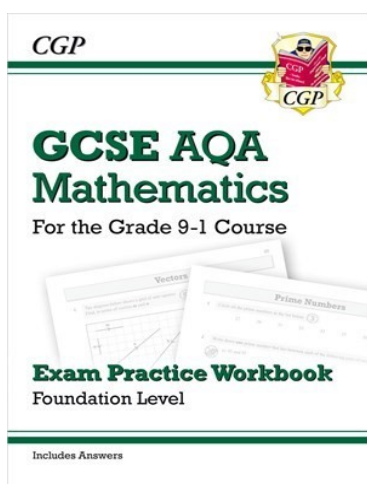 CGP
CGP
CGP
GCSE AQA
Mathematics
For the Grade 9-1 Course
Vectors
Prime Numbers
Exam Practice Workbook
Foundation Level
Includes Answers